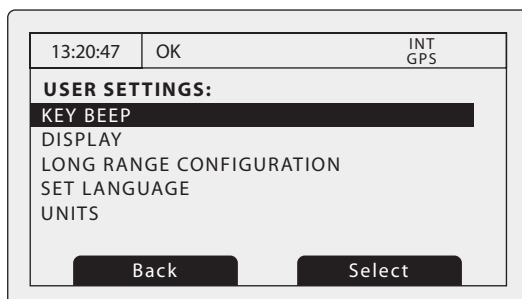 13:20:47 OK INT
GPS
USER SETTINGS:
KEY BEEP
DISPLAY
LONG RANGE CONFIGURATION
SET LANGUAGE
UNITS
Back Select